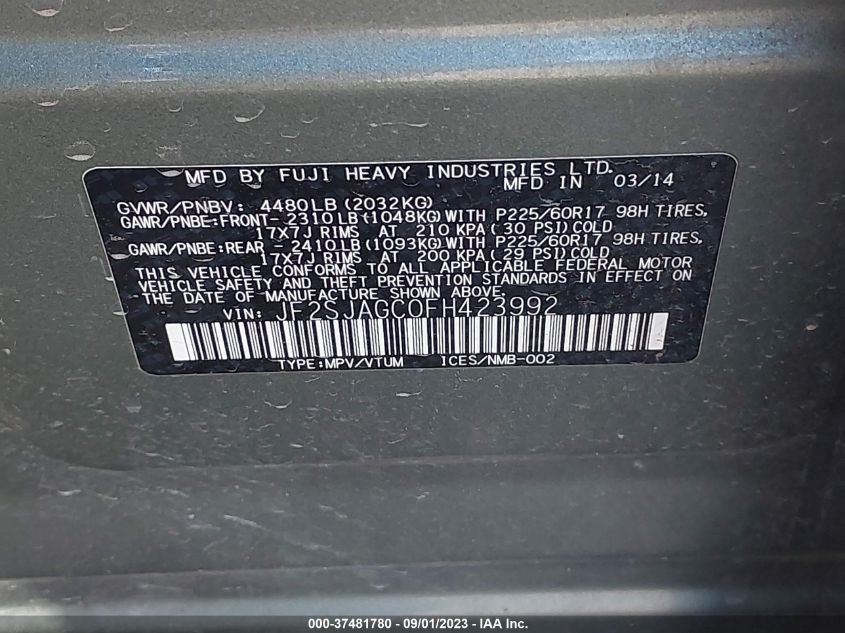 MFD BY FUJI HEAVY INDUSTRIES LTD.
MFD IN 03/14
GVWR/PNBV: 4480LB (2032KG)
GAWR/PNBE:FRONT- 2310LB (1048KG) WITH P225/60R17 98H TIRES,
17X7J RIMS AT 210 KPA( 30 PSI) COLD
GAWR/PNBE:REAR - 2410LB (1093KG) WITH P225/60R17 98H TIRES,
17X7J RIMS AT 200 KPA( 29 PSI) COLD
THIS VEHICLE CONFORMS TO ALL APPLICABLE FEDERAL MOTOR
VEHICLE SAFETY AND THEFT PREVENTION STANDARDS IN EFFECT ON
THE DATE OF MANUFACTURE SHOWN ABOVE.
VIN: JF2SJAGC0FH423992
TYPE:MPV/VTUM ICES/NMB-002
000-37481780 - 09/01/2023 - IAA Inc.